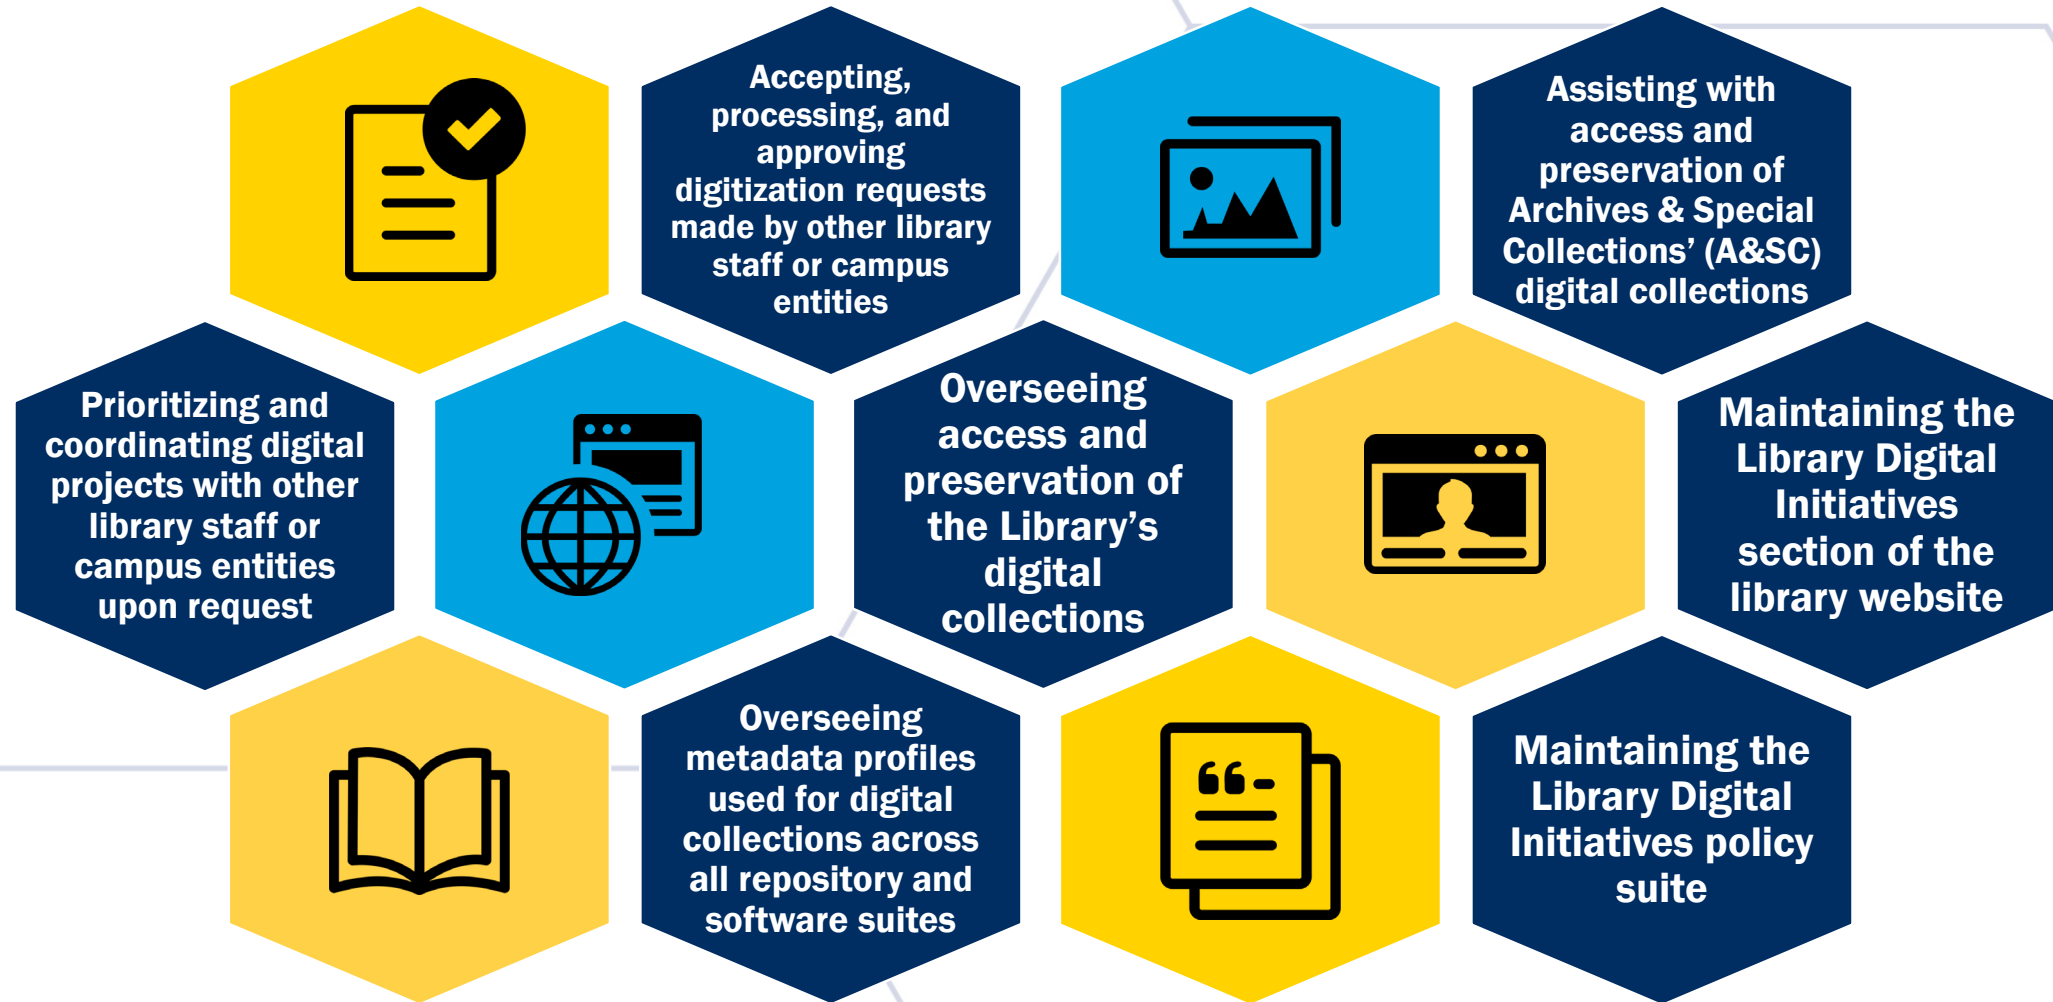 Accepting,
processing, and
approving
digitization requests
made by other library
staff or campus
entities
Assisting with
access and
preservation of
Archives & Special
Collections’ (A&SC)
digital collections
Prioritizing and
coordinating digital
projects with other
library staff or
campus entities
upon request
Overseeing
access and
preservation of
the Library’s
digital
collections
Maintaining the
Library Digital
Initiatives
section of the
library website
Overseeing
metadata profiles
used for digital
collections across
all repository and
software suites
Maintaining the
Library Digital
Initiatives policy
suite